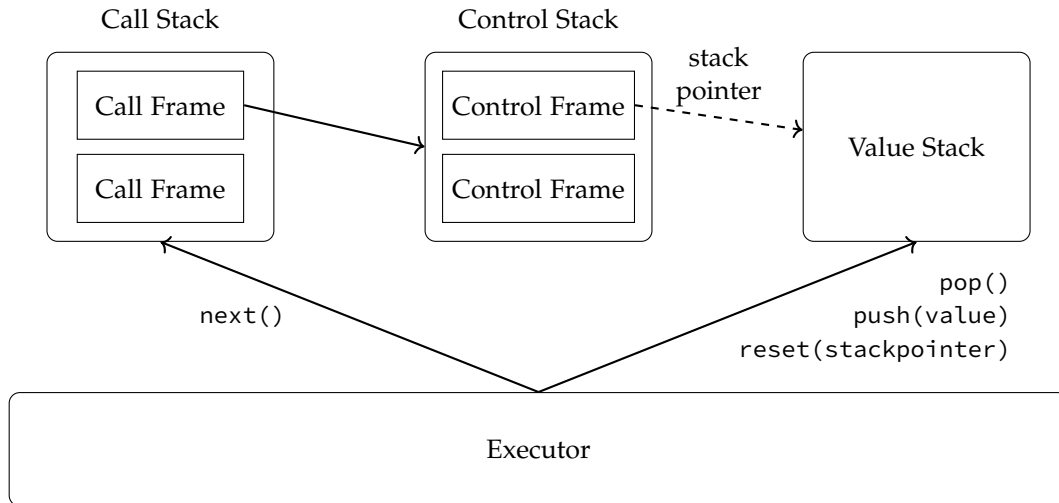 Call Stack
Control Stack
stack
pointer
Call Frame
Control Frame
Value Stack
Call Frame
Control Frame
next()
pop()
push(value)
reset(stackpointer)
Executor